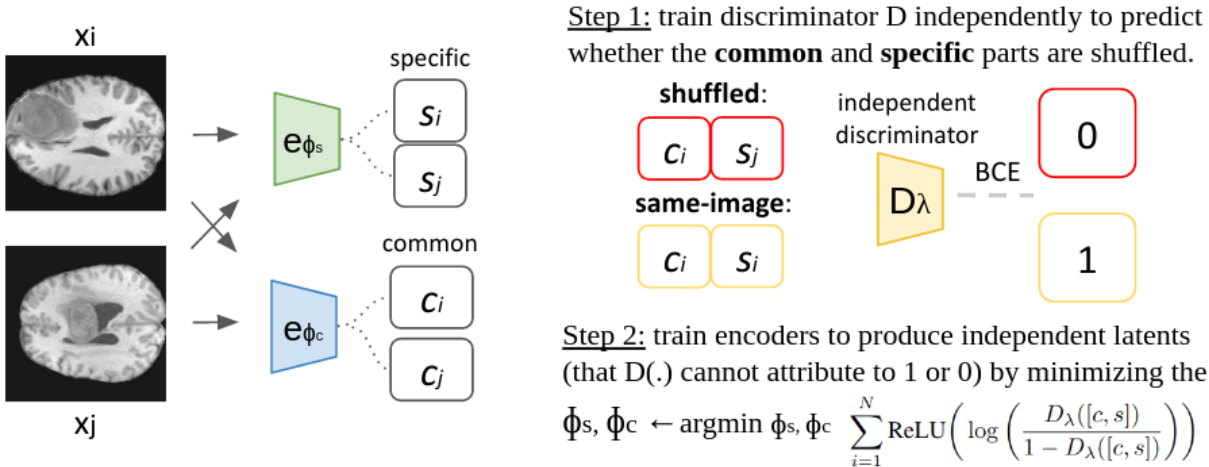 xi
xj
eϕs
eϕc
specific
si
sj
common
ci
cj
Step 1: train discriminator D independently to predict
whether the common and specific parts are shuffled.
shuffled:
ci sj
same-image:
ci si
independent
discriminator
Dλ
BCE
0
1
Step 2: train encoders to produce independent latents
(that D(.) cannot attribute to 1 or 0) by minimizing the
ϕs, ϕc ← argmin ϕs, ϕc ∑_{i=1}^{N} ReLU(log(Dλ([c, s]) / 1 − Dλ([c, s])))